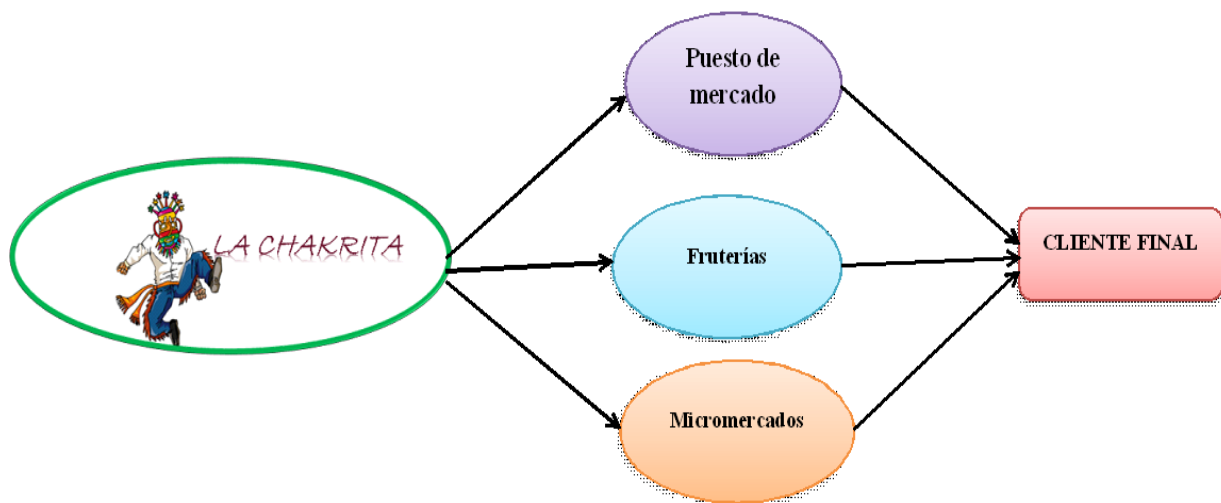 Puesto de
mercado
LA CHAKRITA
Fruterías
CLIENTE FINAL
Micromercados